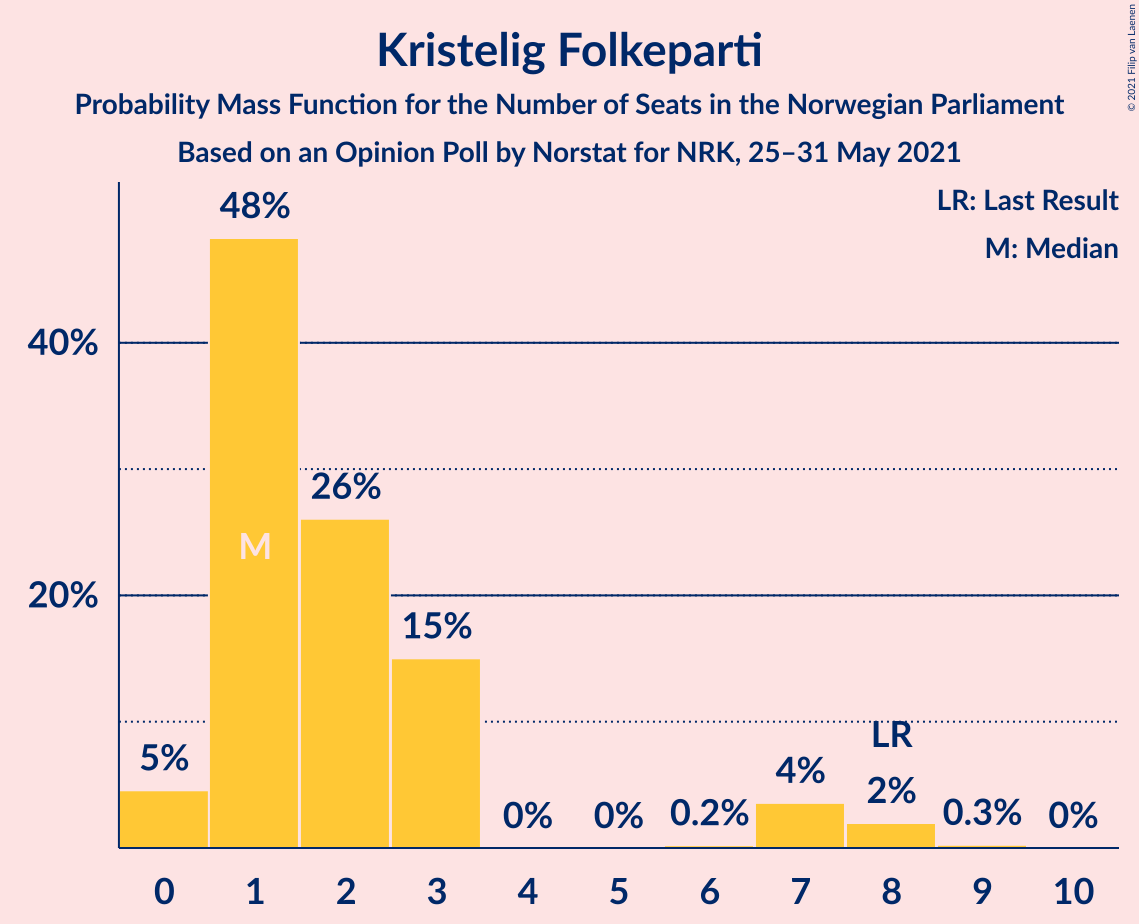 Kristelig Folkeparti
Probability Mass Function for the Number of Seats in the Norwegian Parliament
Based on an Opinion Poll by Norstat for NRK, 25–31 May 2021
© 2021 Filip van Laenen
LR: Last Result
M: Median
48%
40%
26%
M
20%
15%
LR
5%
4%
2%
0%
0%
0.2%
0.3%
0%
0 1 2 3 4 5 6 7 8 9 10